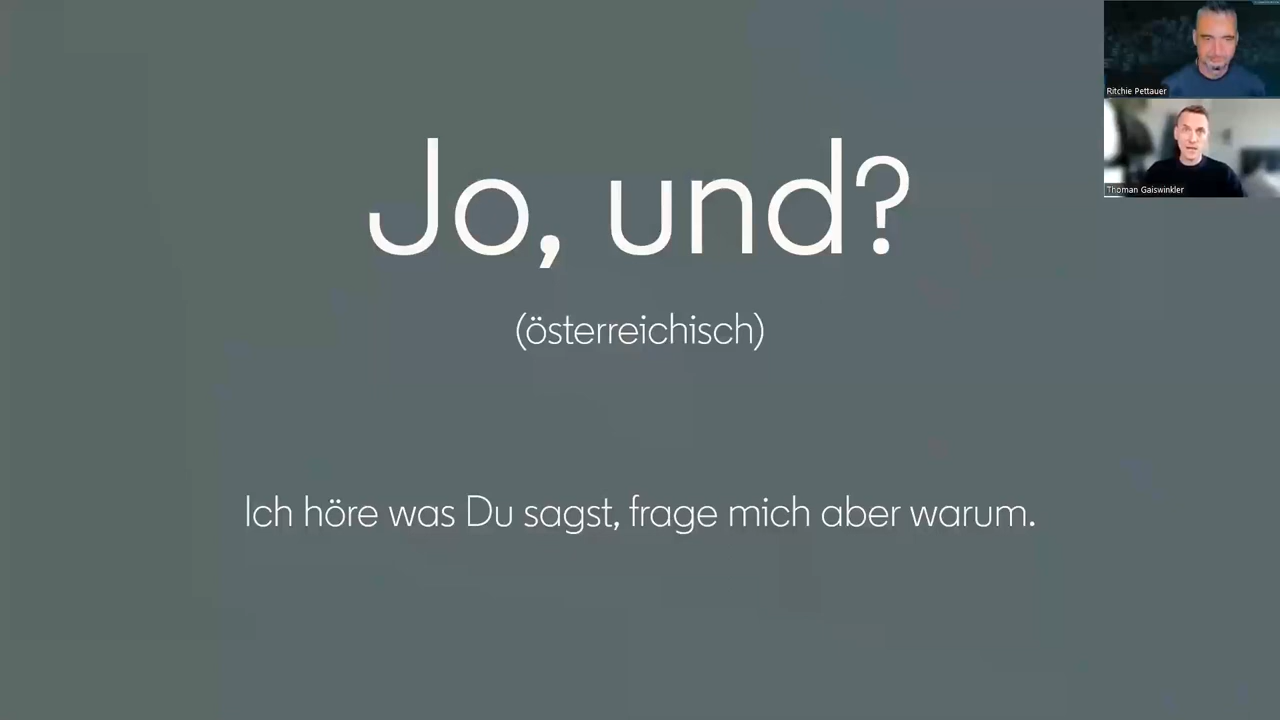 Jo, und?
(österreichisch)
Ich höre was Du sagst, frage mich aber warum.
Ritchie Pettauer
Thoman Gaiswinkler